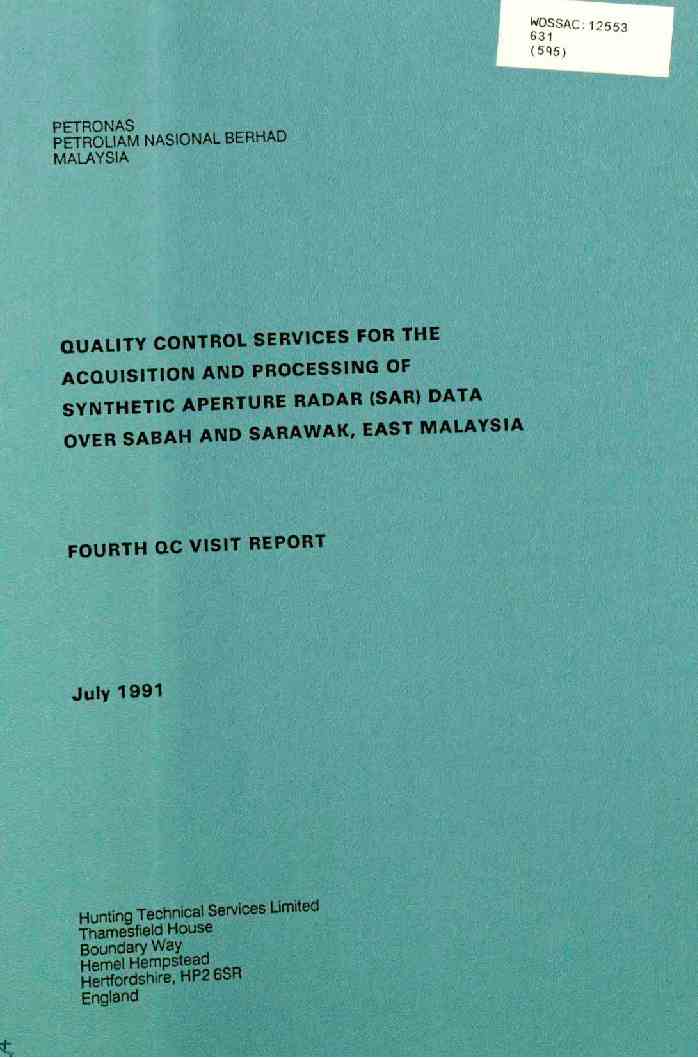 WOSSAC:12553
631
(595)
PETRONAS
PETROLIAM NASIONAL BERHAD
MALAYSIA
QUALITY CONTROL SERVICES FOR THE
ACQUISITION AND PROCESSING OF
SYNTHETIC APERTURE RADAR (SAR) DATA
OVER SABAH AND SARAWAK, EAST MALAYSIA
FOURTH QC VISIT REPORT
July 1991
Hunting Technical Services Limited
Thamesfield House
Boundary Way
Hemel Hempstead
Hertfordshire, HP2 6SR
England